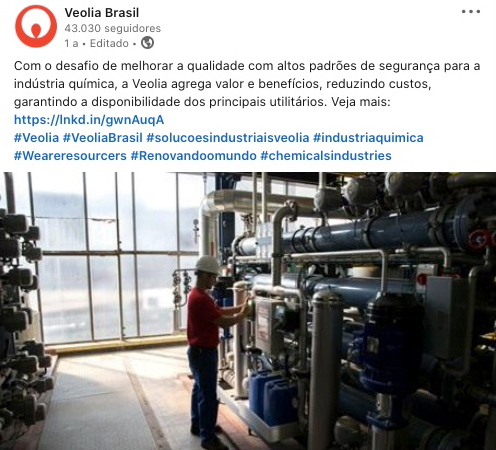 Veolia Brasil
43.030 seguidores
1 a • Editado •
Com o desafio de melhorar a qualidade com altos padrões de segurança para a
indústria química, a Veolia agrega valor e benefícios, reduzindo custos,
garantindo a disponibilidade dos principais utilitários. Veja mais:
https://lnkd.in/gwnAuqA
#Veolia #VeoliaBrasil #solucoesindustriaisveolia #industriaquimica
#Weareresourcers #Renovandoomundo #chemicalsindustries